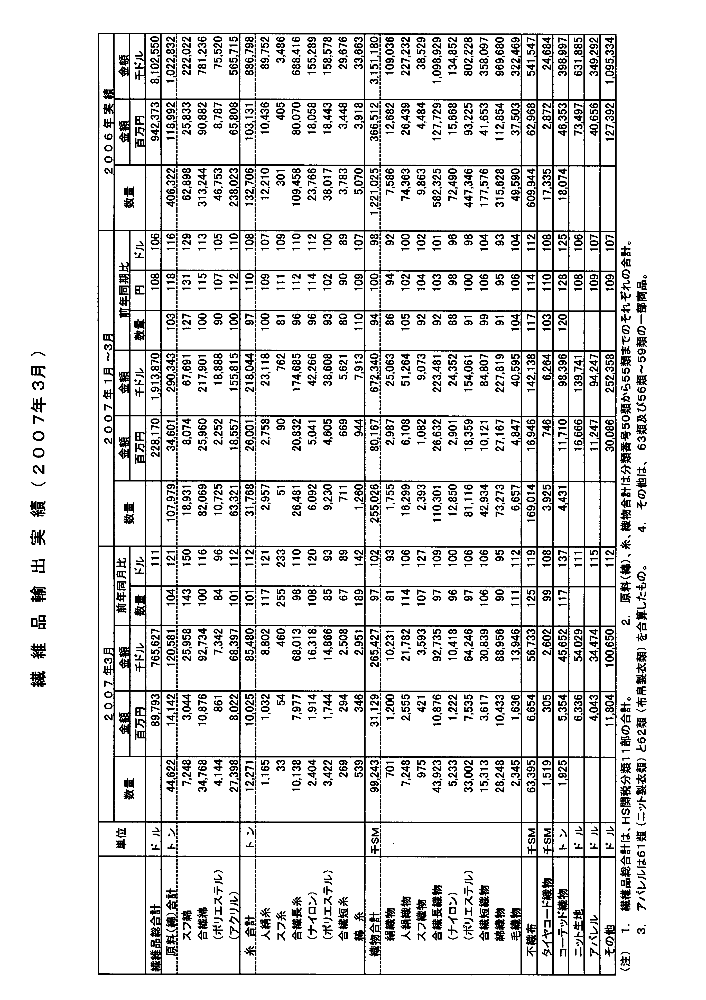 繊 維 品 輸 出 実 績 （２００７年３月）
単位 ２００７年3月 ２００７年１月～３月 ２００６年実績
数量 金額 金額 前年同月比 数量 金額 金額 前年同期比 数量 金額 金額
百万円 千ドル 数量 ドル 百万円 千ドル 数量 円 ドル 百万円 千ドル
繊維品総合計 ドル 89,793 765,627 111 228,170 1,913,870 108 106 942,373 8,102,550
原料(綿)合計 トン 44,622 14,142 120,581 104 121 107,979 34,601 290,343 103 118 116 406,322 118,992 1,022,832
スフ綿 7,248 3,044 25,958 143 150 18,931 8,074 67,691 127 131 129 62,898 25,833 222,022
合繊綿 34,768 10,876 92,734 100 116 82,069 25,960 217,901 100 115 113 313,244 90,882 781,236
(ポリエステル) 4,144 861 7,342 84 96 10,725 2,252 18,888 90 107 105 46,753 8,787 75,520
(アクリル) 27,398 8,022 68,397 101 112 63,321 18,557 155,815 100 112 110 238,023 65,808 565,715
糸 合計 トン 12,271 10,025 85,480 101 112 31,768 26,001 218,044 97 110 108 132,706 103,131 886,798
人絹糸 1,165 1,032 8,802 117 121 2,957 2,758 23,118 100 109 107 12,210 10,436 89,752
スフ糸 33 54 460 255 233 51 90 762 81 111 109 301 405 3,486
合繊長糸 10,138 7,977 68,013 98 110 26,481 20,832 174,685 96 112 110 109,458 80,070 688,416
(ナイロン) 2,404 1,914 16,318 108 120 6,092 5,041 42,266 96 114 112 23,766 18,058 155,289
(ポリエステル) 3,422 1,744 14,866 85 93 9,230 4,605 38,608 93 102 100 38,017 18,443 158,578
合繊短糸 269 294 2,508 67 89 711 669 5,621 80 90 89 3,783 3,448 29,676
綿 糸 539 346 2,951 189 142 1,260 944 7,913 110 109 107 5,070 3,918 33,663
織物合計 千SM 99,243 31,129 265,427 97 102 255,026 80,167 672,340 94 100 98 1,221,025 366,512 3,151,180
絹織物 701 1,200 10,231 81 93 1,755 2,987 25,063 86 94 92 7,586 12,682 109,036
人絹織物 7,248 2,555 21,782 114 106 16,299 6,108 51,264 105 102 100 74,363 26,439 227,232
スフ織物 975 421 3,593 107 127 2,393 1,082 9,073 92 104 102 9,863 4,484 38,529
合繊長織物 43,923 10,876 92,735 97 109 110,301 26,632 223,481 92 103 101 582,325 127,729 1,098,929
(ナイロン) 5,233 1,222 10,418 96 100 12,850 2,901 24,352 88 98 96 72,490 15,668 134,852
(ポリエステル) 33,002 7,535 64,246 97 106 81,116 18,359 154,061 91 100 98 447,346 93,225 802,228
合繊短織物 15,313 3,617 30,839 106 106 42,934 10,121 84,807 99 106 104 177,576 41,653 358,097
綿織物 28,248 10,433 88,956 90 95 73,273 27,167 227,819 91 95 93 315,628 112,854 969,680
毛織物 2,345 1,636 13,946 111 112 6,657 4,847 40,595 104 106 104 49,590 37,503 322,469
不織布 千SM 63,395 6,654 56,733 125 119 169,014 16,946 142,138 117 114 112 609,944 62,968 541,547
タイヤコード織物 千SM 1,519 305 2,602 99 108 3,925 746 6,264 103 110 108 17,335 2,872 24,684
コーテッド織物 トン 1,925 5,354 45,652 117 137 4,431 11,710 98,396 120 128 125 18,074 46,353 398,997
ニット生地 ドル 6,336 54,029 111 16,666 139,741 108 106 73,497 631,885
アパレル ドル 4,043 34,474 115 11,247 94,247 109 107 40,656 349,292
その他 ドル 11,804 100,650 112 30,086 252,358 109 107 127,392 1,095,334
(注) 1. 繊維品総合計は、HS関税分類１１部の合計。 2. 原料(綿)、糸、織物合計は分類番号５０類から５５類までのそれぞれの合計。
3. アパレルは６１類（ニット製衣類）と６２類（布帛製衣類）を合算したもの。 4. その他は、６３類及び５６類～５９類の一部商品。